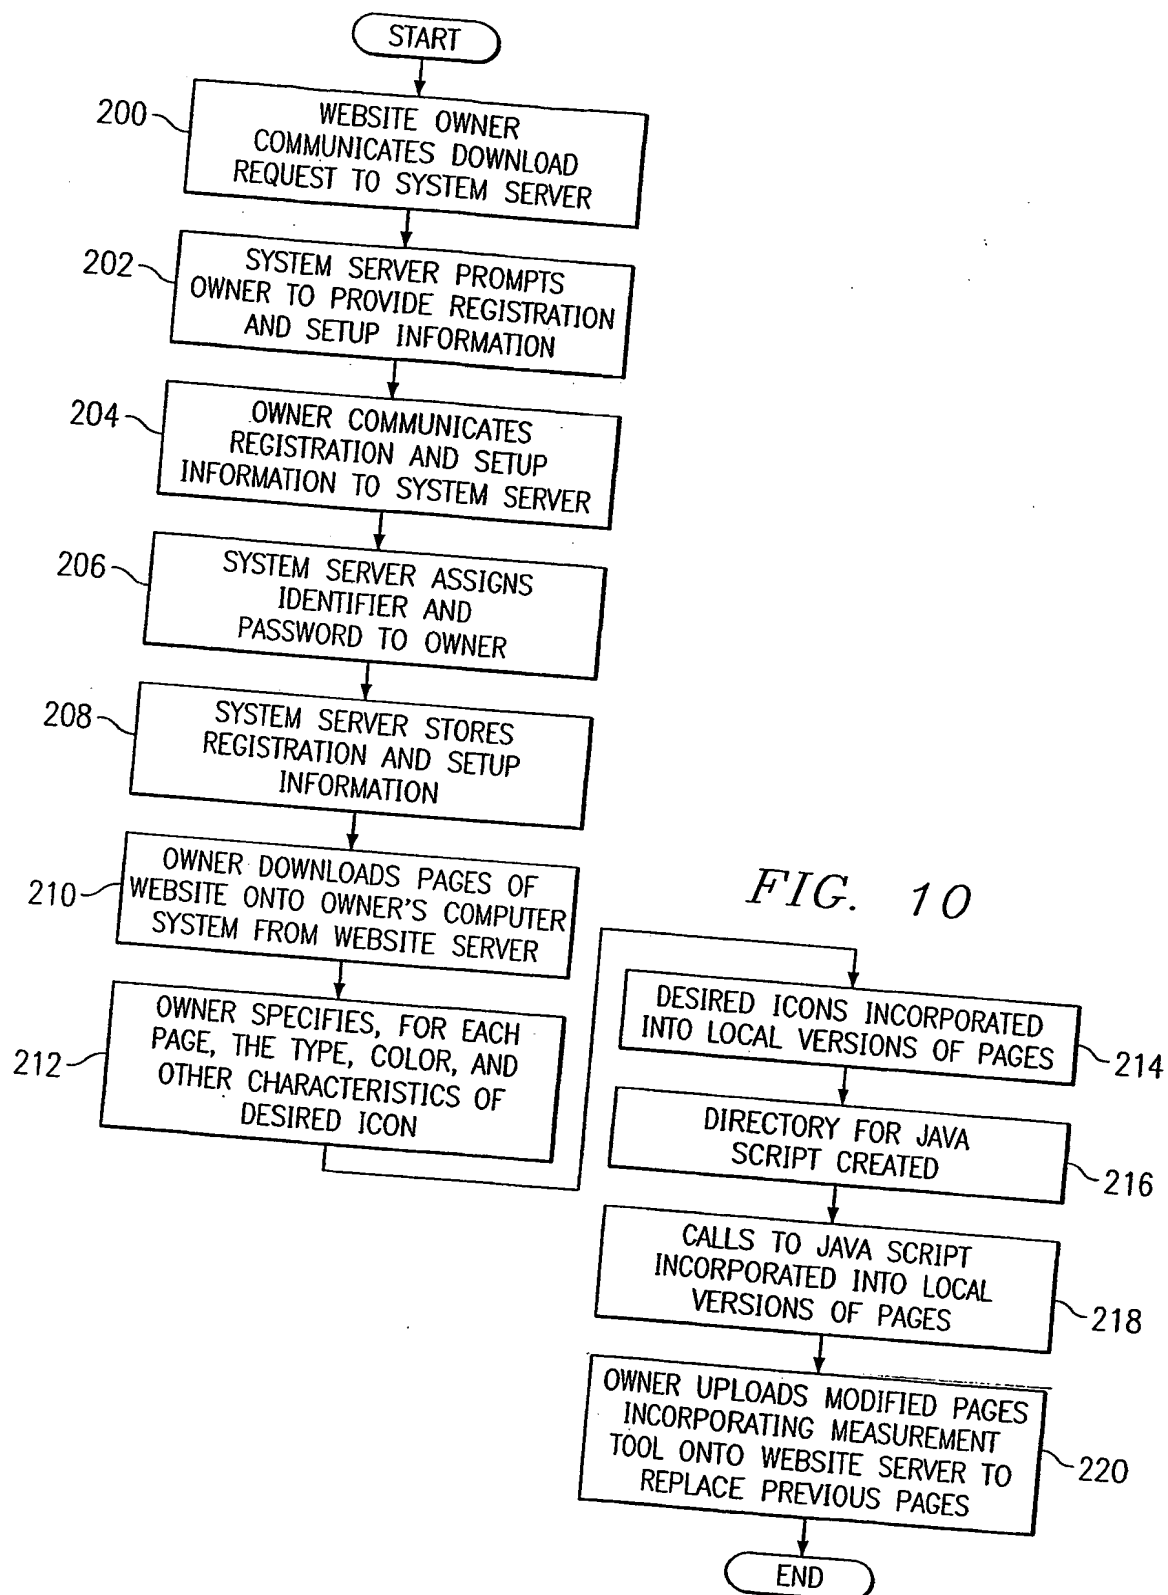 START
200
WEBSITE OWNER
COMMUNICATES DOWNLOAD
REQUEST TO SYSTEM SERVER
202
SYSTEM SERVER PROMPTS
OWNER TO PROVIDE REGISTRATION
AND SETUP INFORMATION
204
OWNER COMMUNICATES
REGISTRATION AND SETUP
INFORMATION TO SYSTEM SERVER
206
SYSTEM SERVER ASSIGNS
IDENTIFIER AND
PASSWORD TO OWNER
208
SYSTEM SERVER STORES
REGISTRATION AND SETUP
INFORMATION
210
OWNER DOWNLOADS PAGES OF
WEBSITE ONTO OWNER'S COMPUTER
SYSTEM FROM WEBSITE SERVER
212
OWNER SPECIFIES, FOR EACH
PAGE, THE TYPE, COLOR, AND
OTHER CHARACTERISTICS OF
DESIRED ICON
FIG. 10
DESIRED ICONS INCORPORATED
INTO LOCAL VERSIONS OF PAGES
214
DIRECTORY FOR JAVA
SCRIPT CREATED
216
CALLS TO JAVA SCRIPT
INCORPORATED INTO LOCAL
VERSIONS OF PAGES
218
OWNER UPLOADS MODIFIED PAGES
INCORPORATING MEASUREMENT
TOOL ONTO WEBSITE SERVER TO
REPLACE PREVIOUS PAGES
220
END